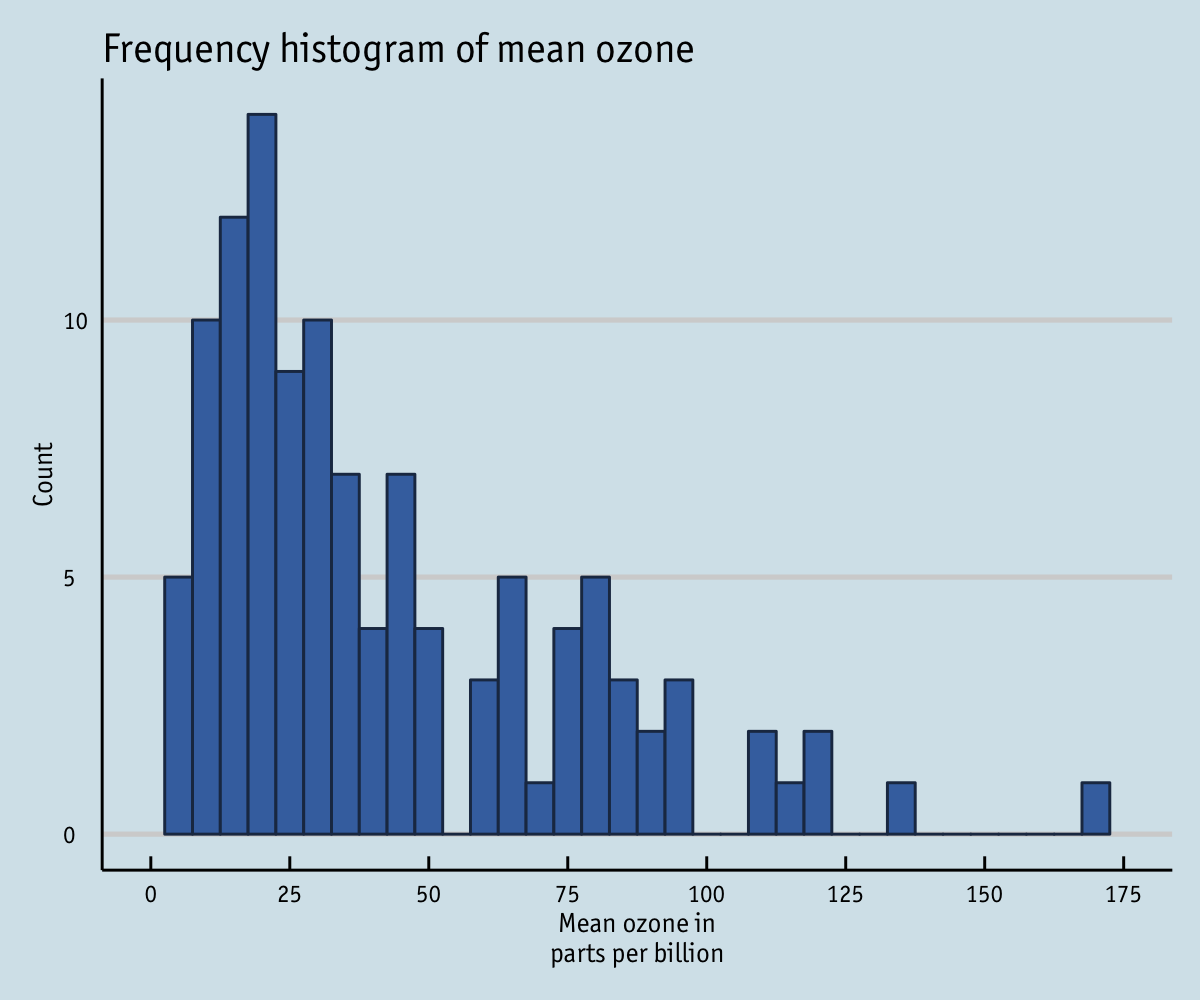 Frequency histogram of mean ozone
10
5
0
Count
0 25 50 75 100 125 150 175
Mean ozone in
parts per billion